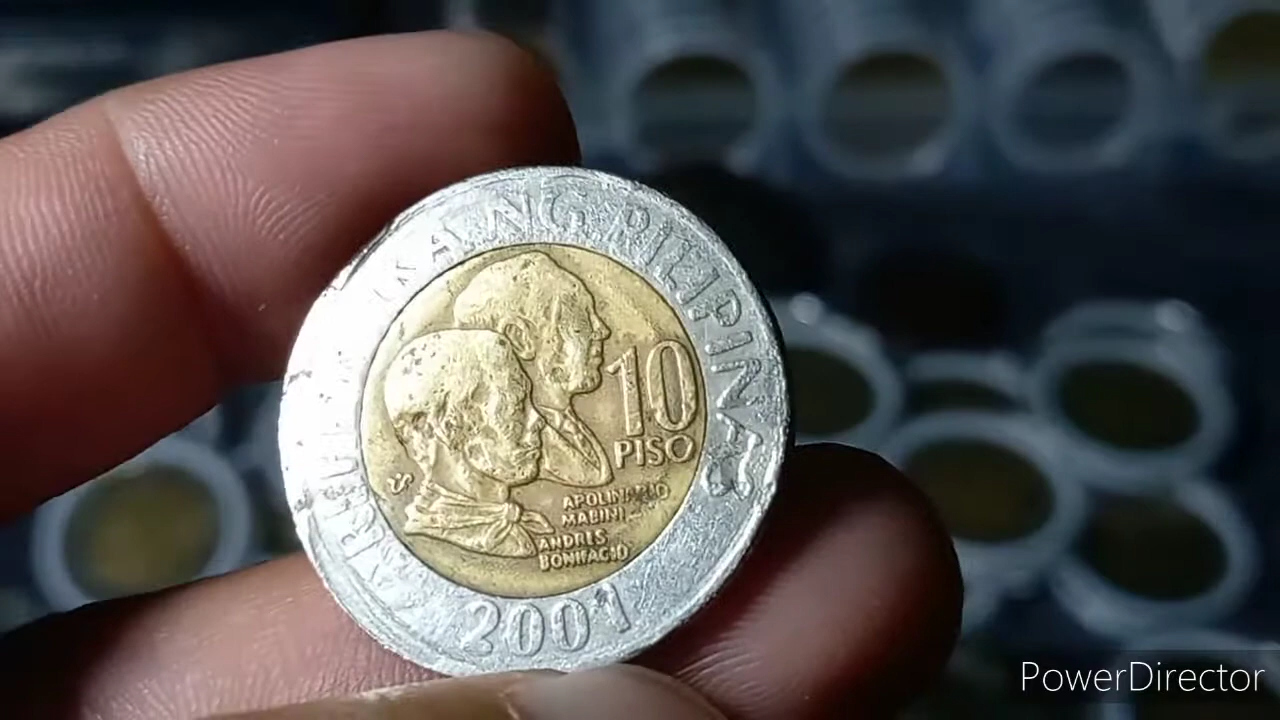 REPUBLIKA NG PILIPINAS
10
PISO
APOLINARIO
MABINI
ANDRES
BONIFACIO
2001
PowerDirector